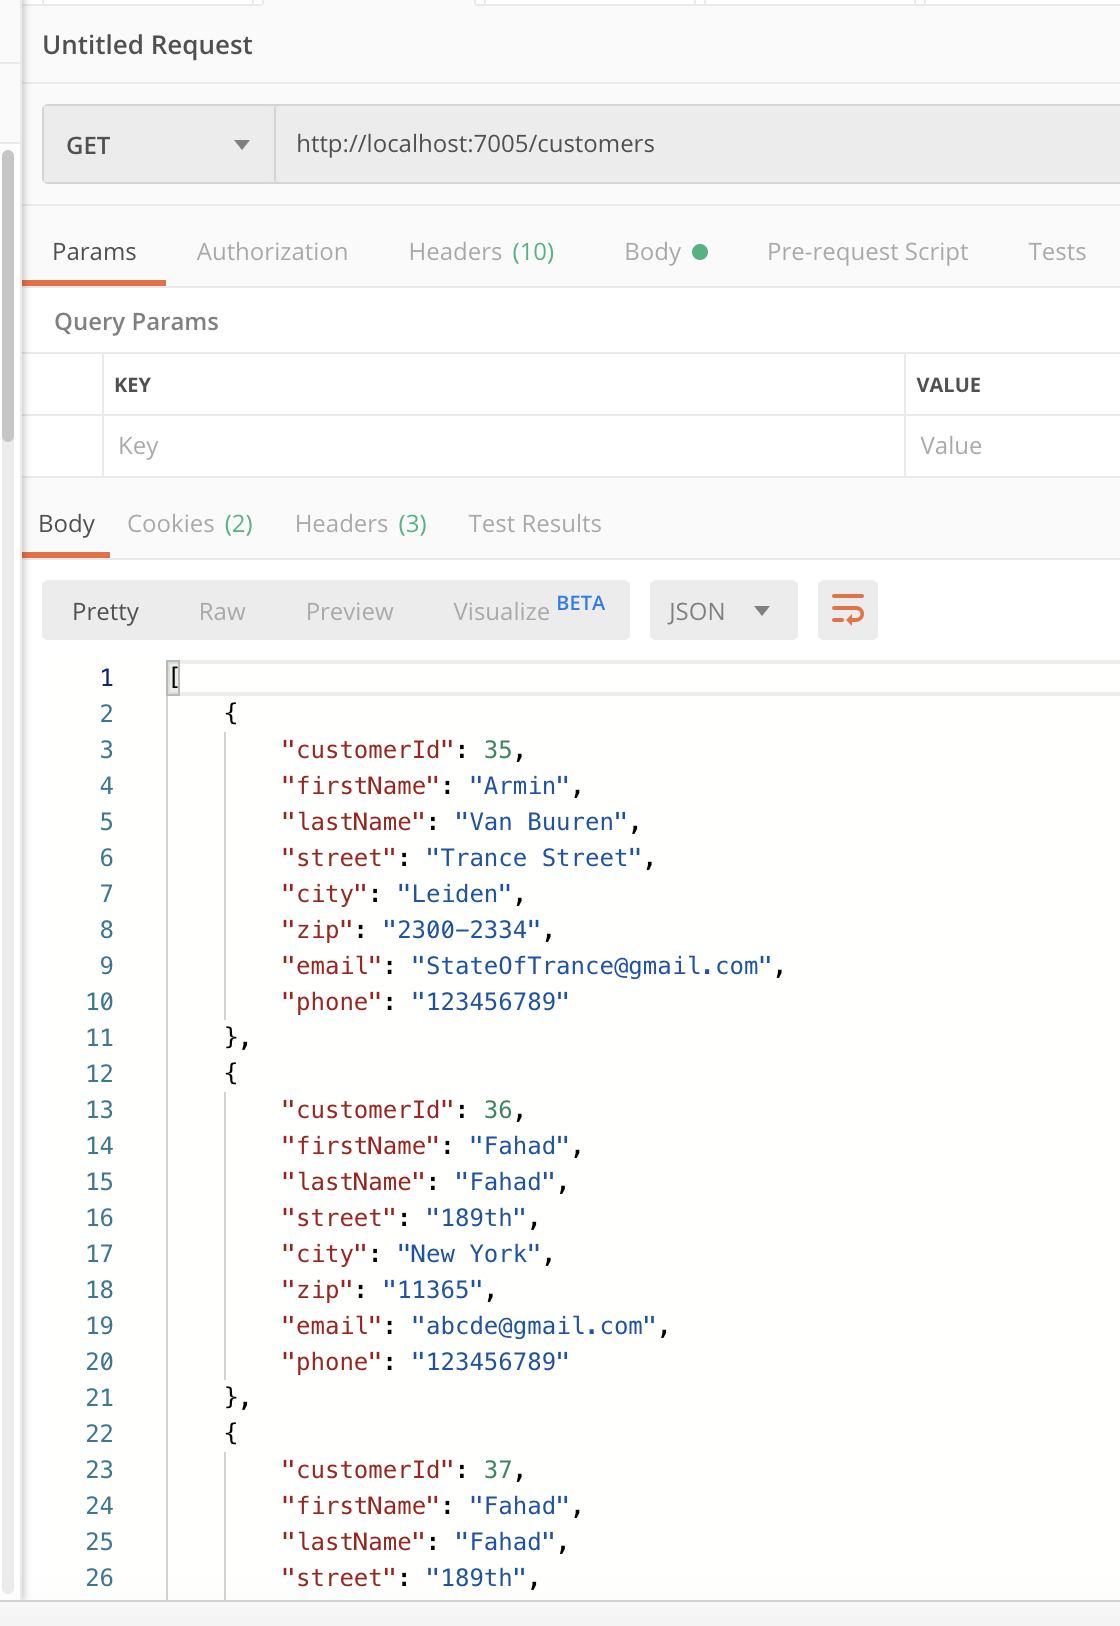 Untitled Request
GET http://localhost:7005/customers
Params Authorization Headers (10) Body Pre-request Script Tests
Query Params
KEY VALUE
Key Value
Body Cookies (2) Headers (3) Test Results
Pretty Raw Preview Visualize BETA JSON
1 [
2 {
3 "customerId": 35,
4 "firstName": "Armin",
5 "lastName": "Van Buuren",
6 "street": "Trance Street",
7 "city": "Leiden",
8 "zip": "2300-2334",
9 "email": "StateOfTrance@gmail.com",
10 "phone": "123456789"
11 },
12 {
13 "customerId": 36,
14 "firstName": "Fahad",
15 "lastName": "Fahad",
16 "street": "189th",
17 "city": "New York",
18 "zip": "11365",
19 "email": "abcde@gmail.com",
20 "phone": "123456789"
21 },
22 {
23 "customerId": 37,
24 "firstName": "Fahad",
25 "lastName": "Fahad",
26 "street": "189th",